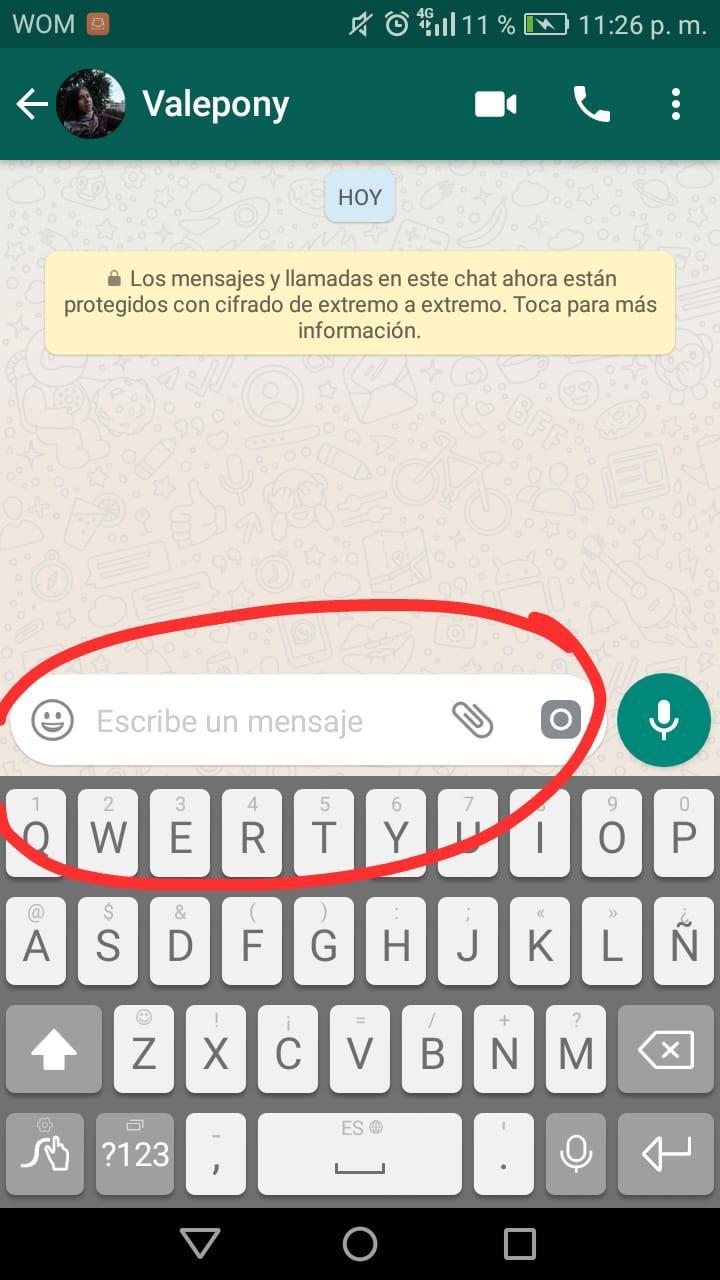 WOM 4G 11 % 11:26 p. m.
Valepony
HOY
Los mensajes y llamadas en este chat ahora están
protegidos con cifrado de extremo a extremo. Toca para más
información.
BFF
Escribe un mensaje
1 2 3 4 5 6 7 9 0
Q W E R T Y U I O P
@ $ & ( ) : ; « » ¿
A S D F G H J K L Ñ
! ¡ = / + ?
Z X C V B N M
ES
?123 - , ' .